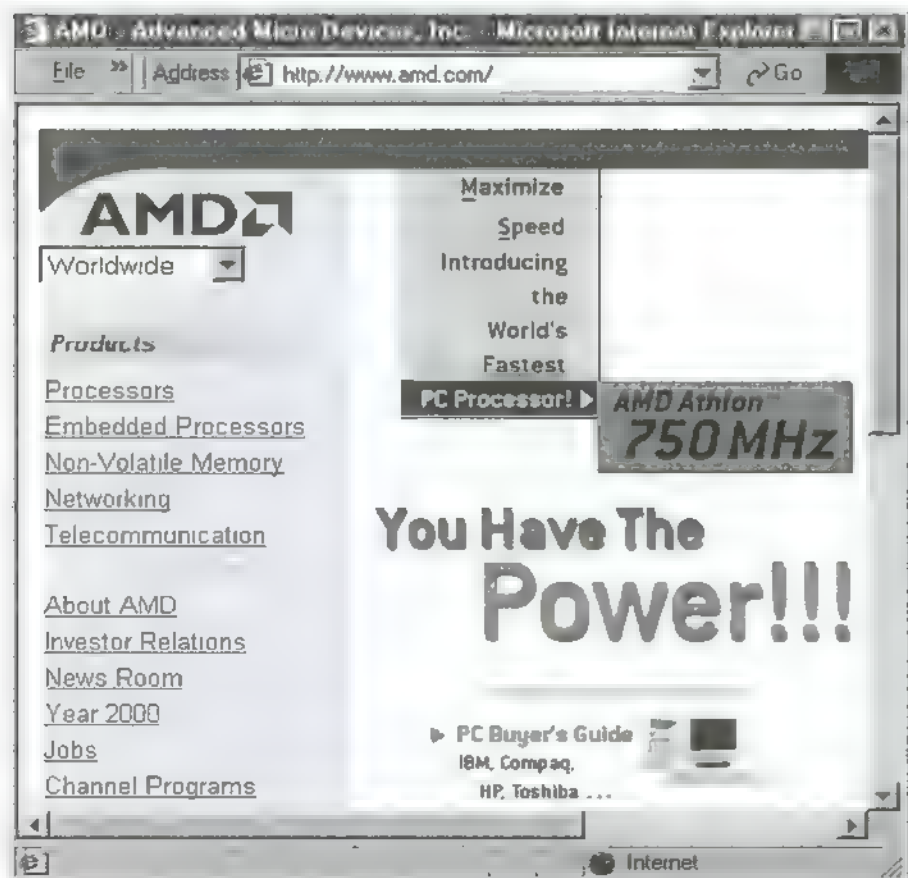 AMD - Advanced Micro Devices, Inc. - Microsoft Internet Explorer
File » Address http://www.amd.com/ Go
AMD
Worldwide
Products
Processors
Embedded Processors
Non-Volatile Memory
Networking
Telecommunication
About AMD
Investor Relations
News Room
Year 2000
Jobs
Channel Programs
Maximize
Speed
Introducing
the
World's
Fastest
PC Processor!
AMD Athlon™
750 MHz
You Have The
Power!!!
PC Buyer's Guide
IBM, Compaq,
HP, Toshiba ...
Internet